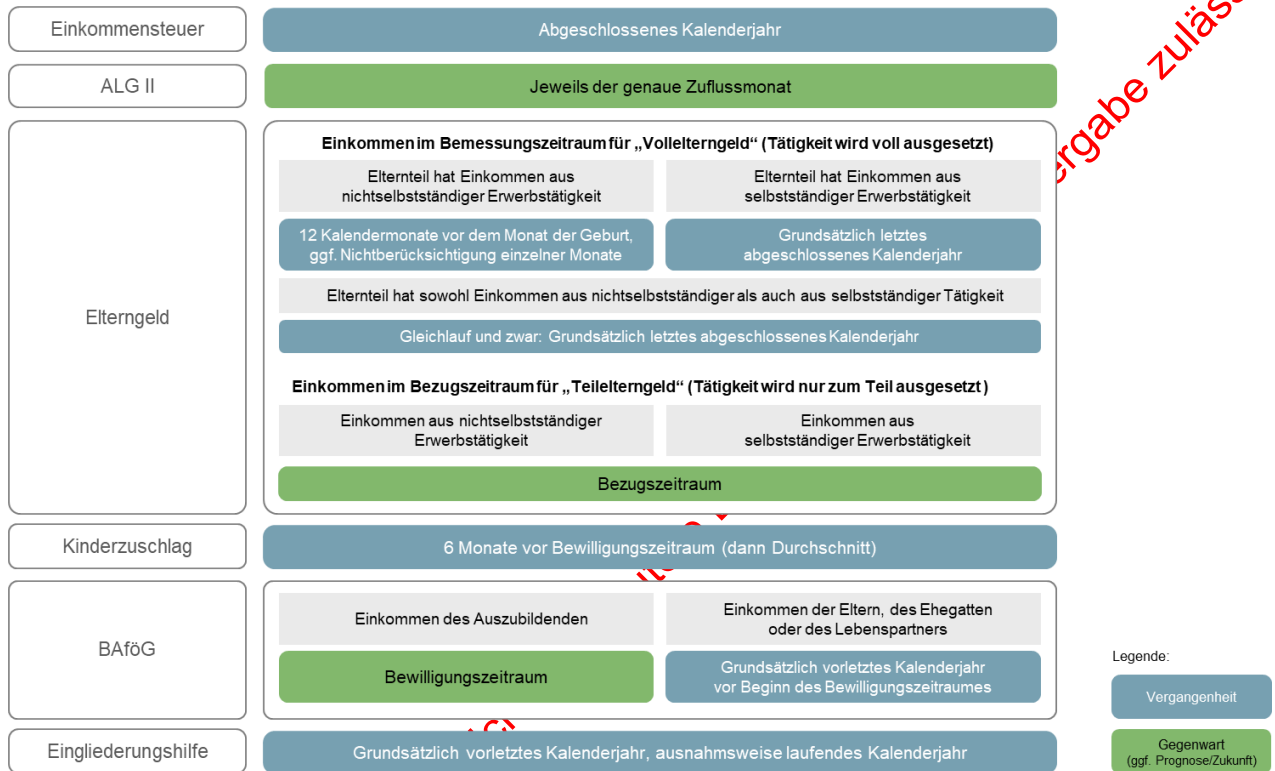 Einkommensteuer
Abgeschlossenes Kalenderjahr
ALG II
Jeweils der genaue Zuflussmonat
Elterngeld
Einkommen im Bemessungszeitraum für „Vollelterngeld“ (Tätigkeit wird voll ausgesetzt)
Elternteil hat Einkommen aus
nichtselbstständiger Erwerbstätigkeit
Elternteil hat Einkommen aus
selbstständiger Erwerbstätigkeit
12 Kalendermonate vor dem Monat der Geburt,
ggf. Nichtberücksichtigung einzelner Monate
Grundsätzlich letztes
abgeschlossenes Kalenderjahr
Elternteil hat sowohl Einkommen aus nichtselbstständiger als auch aus selbstständiger Tätigkeit
Gleichlauf und zwar: Grundsätzlich letztes abgeschlossenes Kalenderjahr
Einkommen im Bezugszeitraum für „Teilelterngeld“ (Tätigkeit wird nur zum Teil ausgesetzt)
Einkommen aus nichtselbstständiger
Erwerbstätigkeit
Einkommen aus
selbstständiger Erwerbstätigkeit
Bezugszeitraum
Kinderzuschlag
6 Monate vor Bewilligungszeitraum (dann Durchschnitt)
BAföG
Einkommen des Auszubildenden
Einkommen der Eltern, des Ehegatten
oder des Lebenspartners
Bewilligungszeitraum
Grundsätzlich vorletztes Kalenderjahr
vor Beginn des Bewilligungszeitraumes
Eingliederungshilfe
Grundsätzlich vorletztes Kalenderjahr, ausnahmsweise laufendes Kalenderjahr
Legende:
Vergangenheit
Gegenwart
(ggf. Prognose/Zukunft)